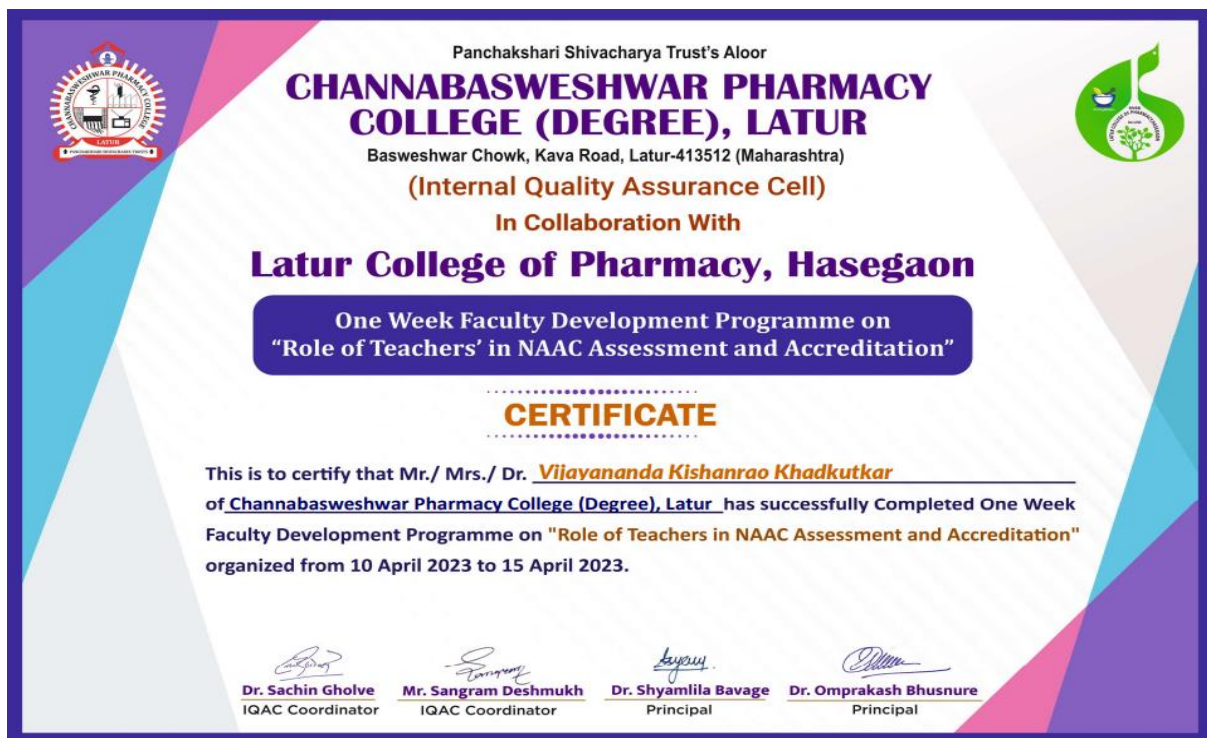 Panchakshari Shivacharya Trust's Aloor
CHANNABASWESHWAR PHARMACY
COLLEGE (DEGREE), LATUR
Basweshwar Chowk, Kava Road, Latur-413512 (Maharashtra)
(Internal Quality Assurance Cell)
In Collaboration With
Latur College of Pharmacy, Hasegaon
One Week Faculty Development Programme on
“Role of Teachers’ in NAAC Assessment and Accreditation”
CERTIFICATE
This is to certify that Mr./ Mrs./ Dr. Vijayananda Kishanrao Khadkutkar
of Channabasweshwar Pharmacy College (Degree), Latur has successfully Completed One Week
Faculty Development Programme on "Role of Teachers in NAAC Assessment and Accreditation"
organized from 10 April 2023 to 15 April 2023.
Dr. Sachin Gholve Mr. Sangram Deshmukh Dr. Shyamlila Bavage Dr. Omprakash Bhusnure
IQAC Coordinator IQAC Coordinator Principal Principal
CHANNABASWESHWAR PHARMACY COLLEGE
LATUR